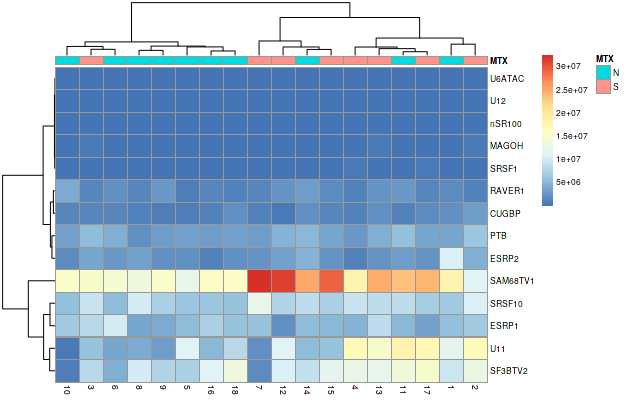 MTX
U6ATAC
U12
nSR100
MAGOH
SRSF1
RAVER1
CUGBP
PTB
ESRP2
SAM68TV1
SRSF10
ESRP1
U11
SF3BTV2
10 3 6 8 9 5 16 18 7 12 14 15 4 13 11 17 1 2
3e+07
2.5e+07
1.5e+07
1e+07
5e+06
MTX
N
S